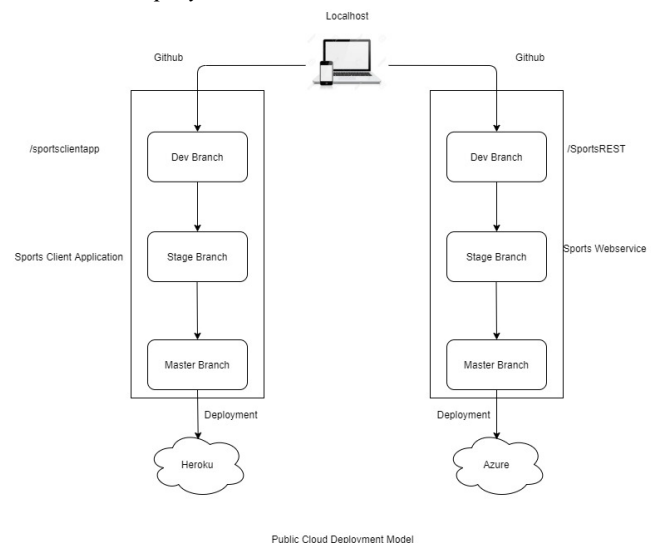 Localhost
Github
Github
/sportsclientapp
Dev Branch
Dev Branch
/SportsREST
Sports Client Application
Stage Branch
Stage Branch
Sports Webservice
Master Branch
Master Branch
Deployment
Deployment
Heroku
Azure
Public Cloud Deployment Model